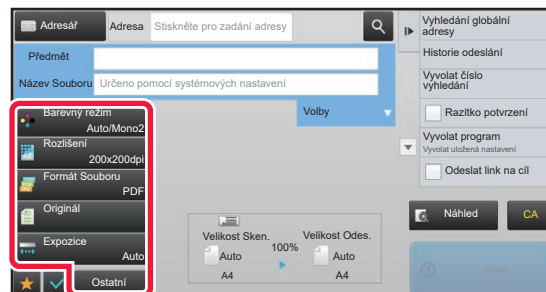 Adresář
Adresa
Stiskněte pro zadání adresy
Předmět
Název Souboru
Určeno pomocí systémových nastavení
Barevný režim
Auto/Mono2
Rozlišení
200x200dpi
Formát Souboru
PDF
Originál
Expozice
Auto
Ostatní
Volby
Velikost Sken.
100%
Velikost Odes.
Auto
Auto
A4
A4
Vyhledání globální
adresy
Historie odeslání
Vyvolat číslo
vyhledání
Razítko potvrzení
Vyvolat program
Vyvolat uložená nastavení
Odeslat link na cíl
Náhled
CA
Start